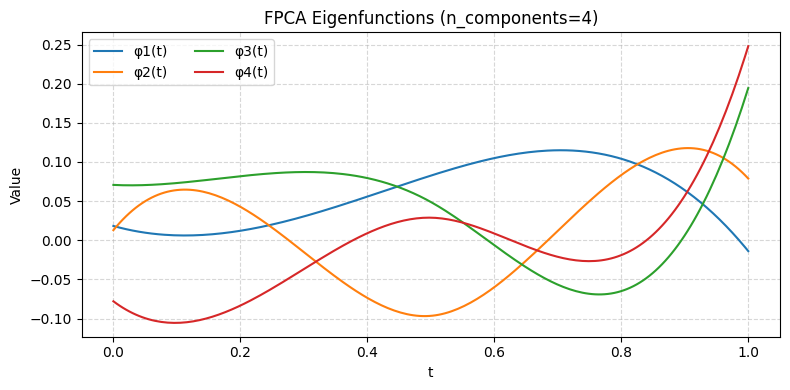 FPCA Eigenfunctions (n_components=4)
φ1(t) φ3(t)
φ2(t) φ4(t)
0.25
0.20
0.15
0.10
0.05
0.00
−0.05
−0.10
Value
0.0 0.2 0.4 0.6 0.8 1.0
t